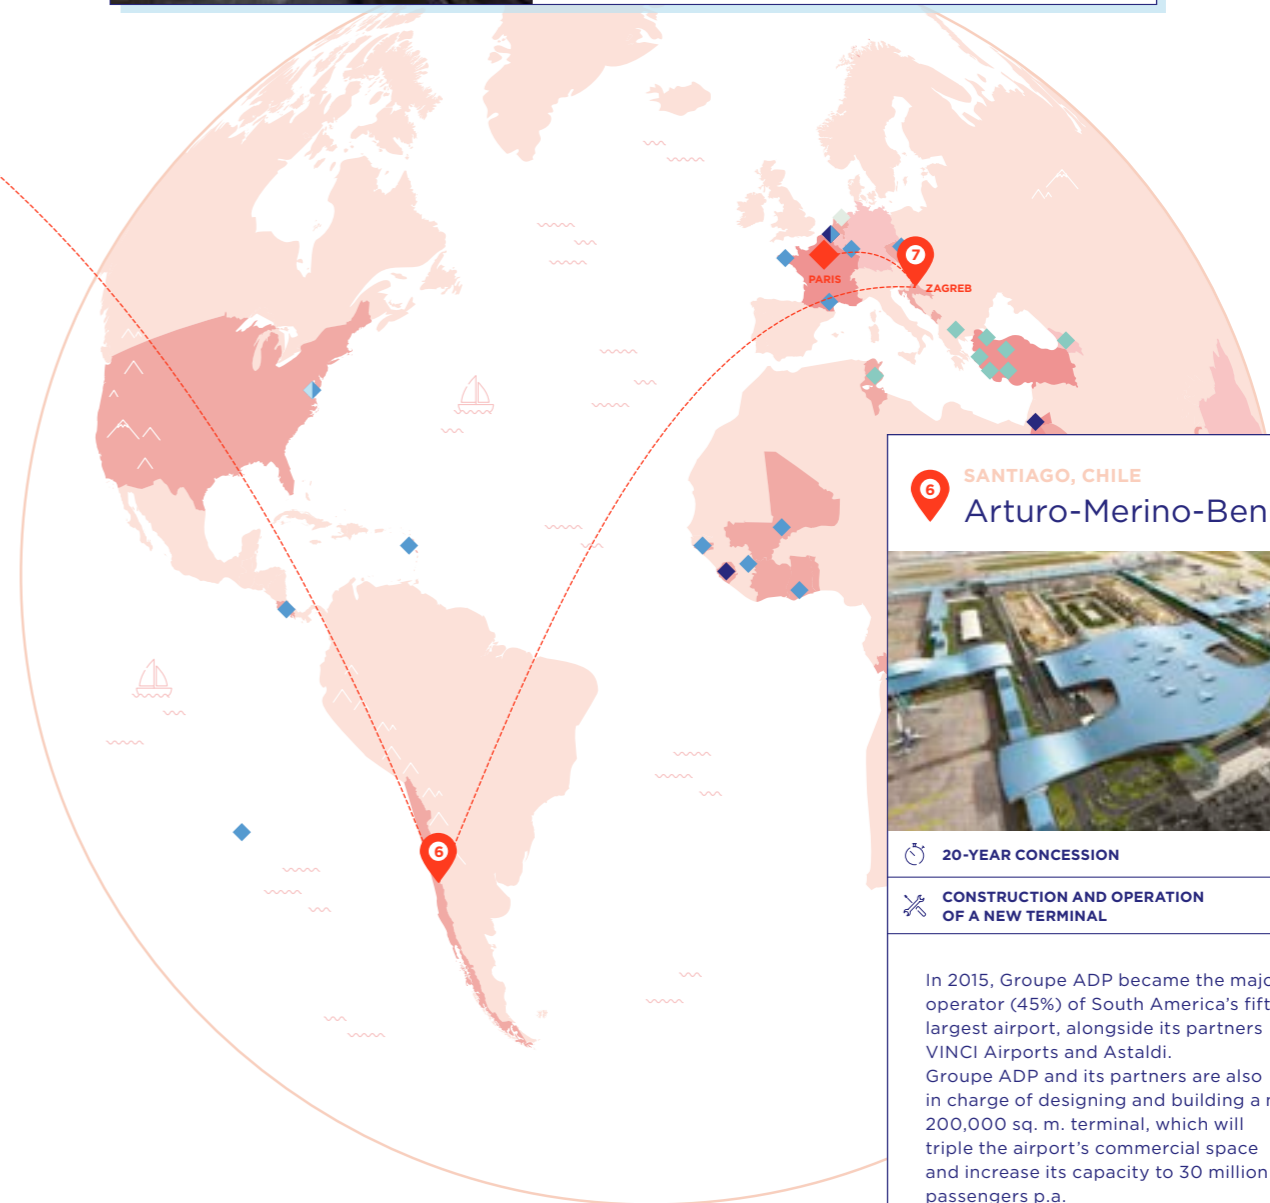 7
PARIS
ZAGREB
6
SANTIAGO, CHILE
Arturo-Merino-Ben
6
20-YEAR CONCESSION
CONSTRUCTION AND OPERATION
OF A NEW TERMINAL
In 2015, Groupe ADP became the majo
operator (45%) of South America’s fift
largest airport, alongside its partners
VINCI Airports and Astaldi.
Groupe ADP and its partners are also
in charge of designing and building a n
200,000 sq. m. terminal, which will
triple the airport’s commercial space
and increase its capacity to 30 million
passengers p.a.